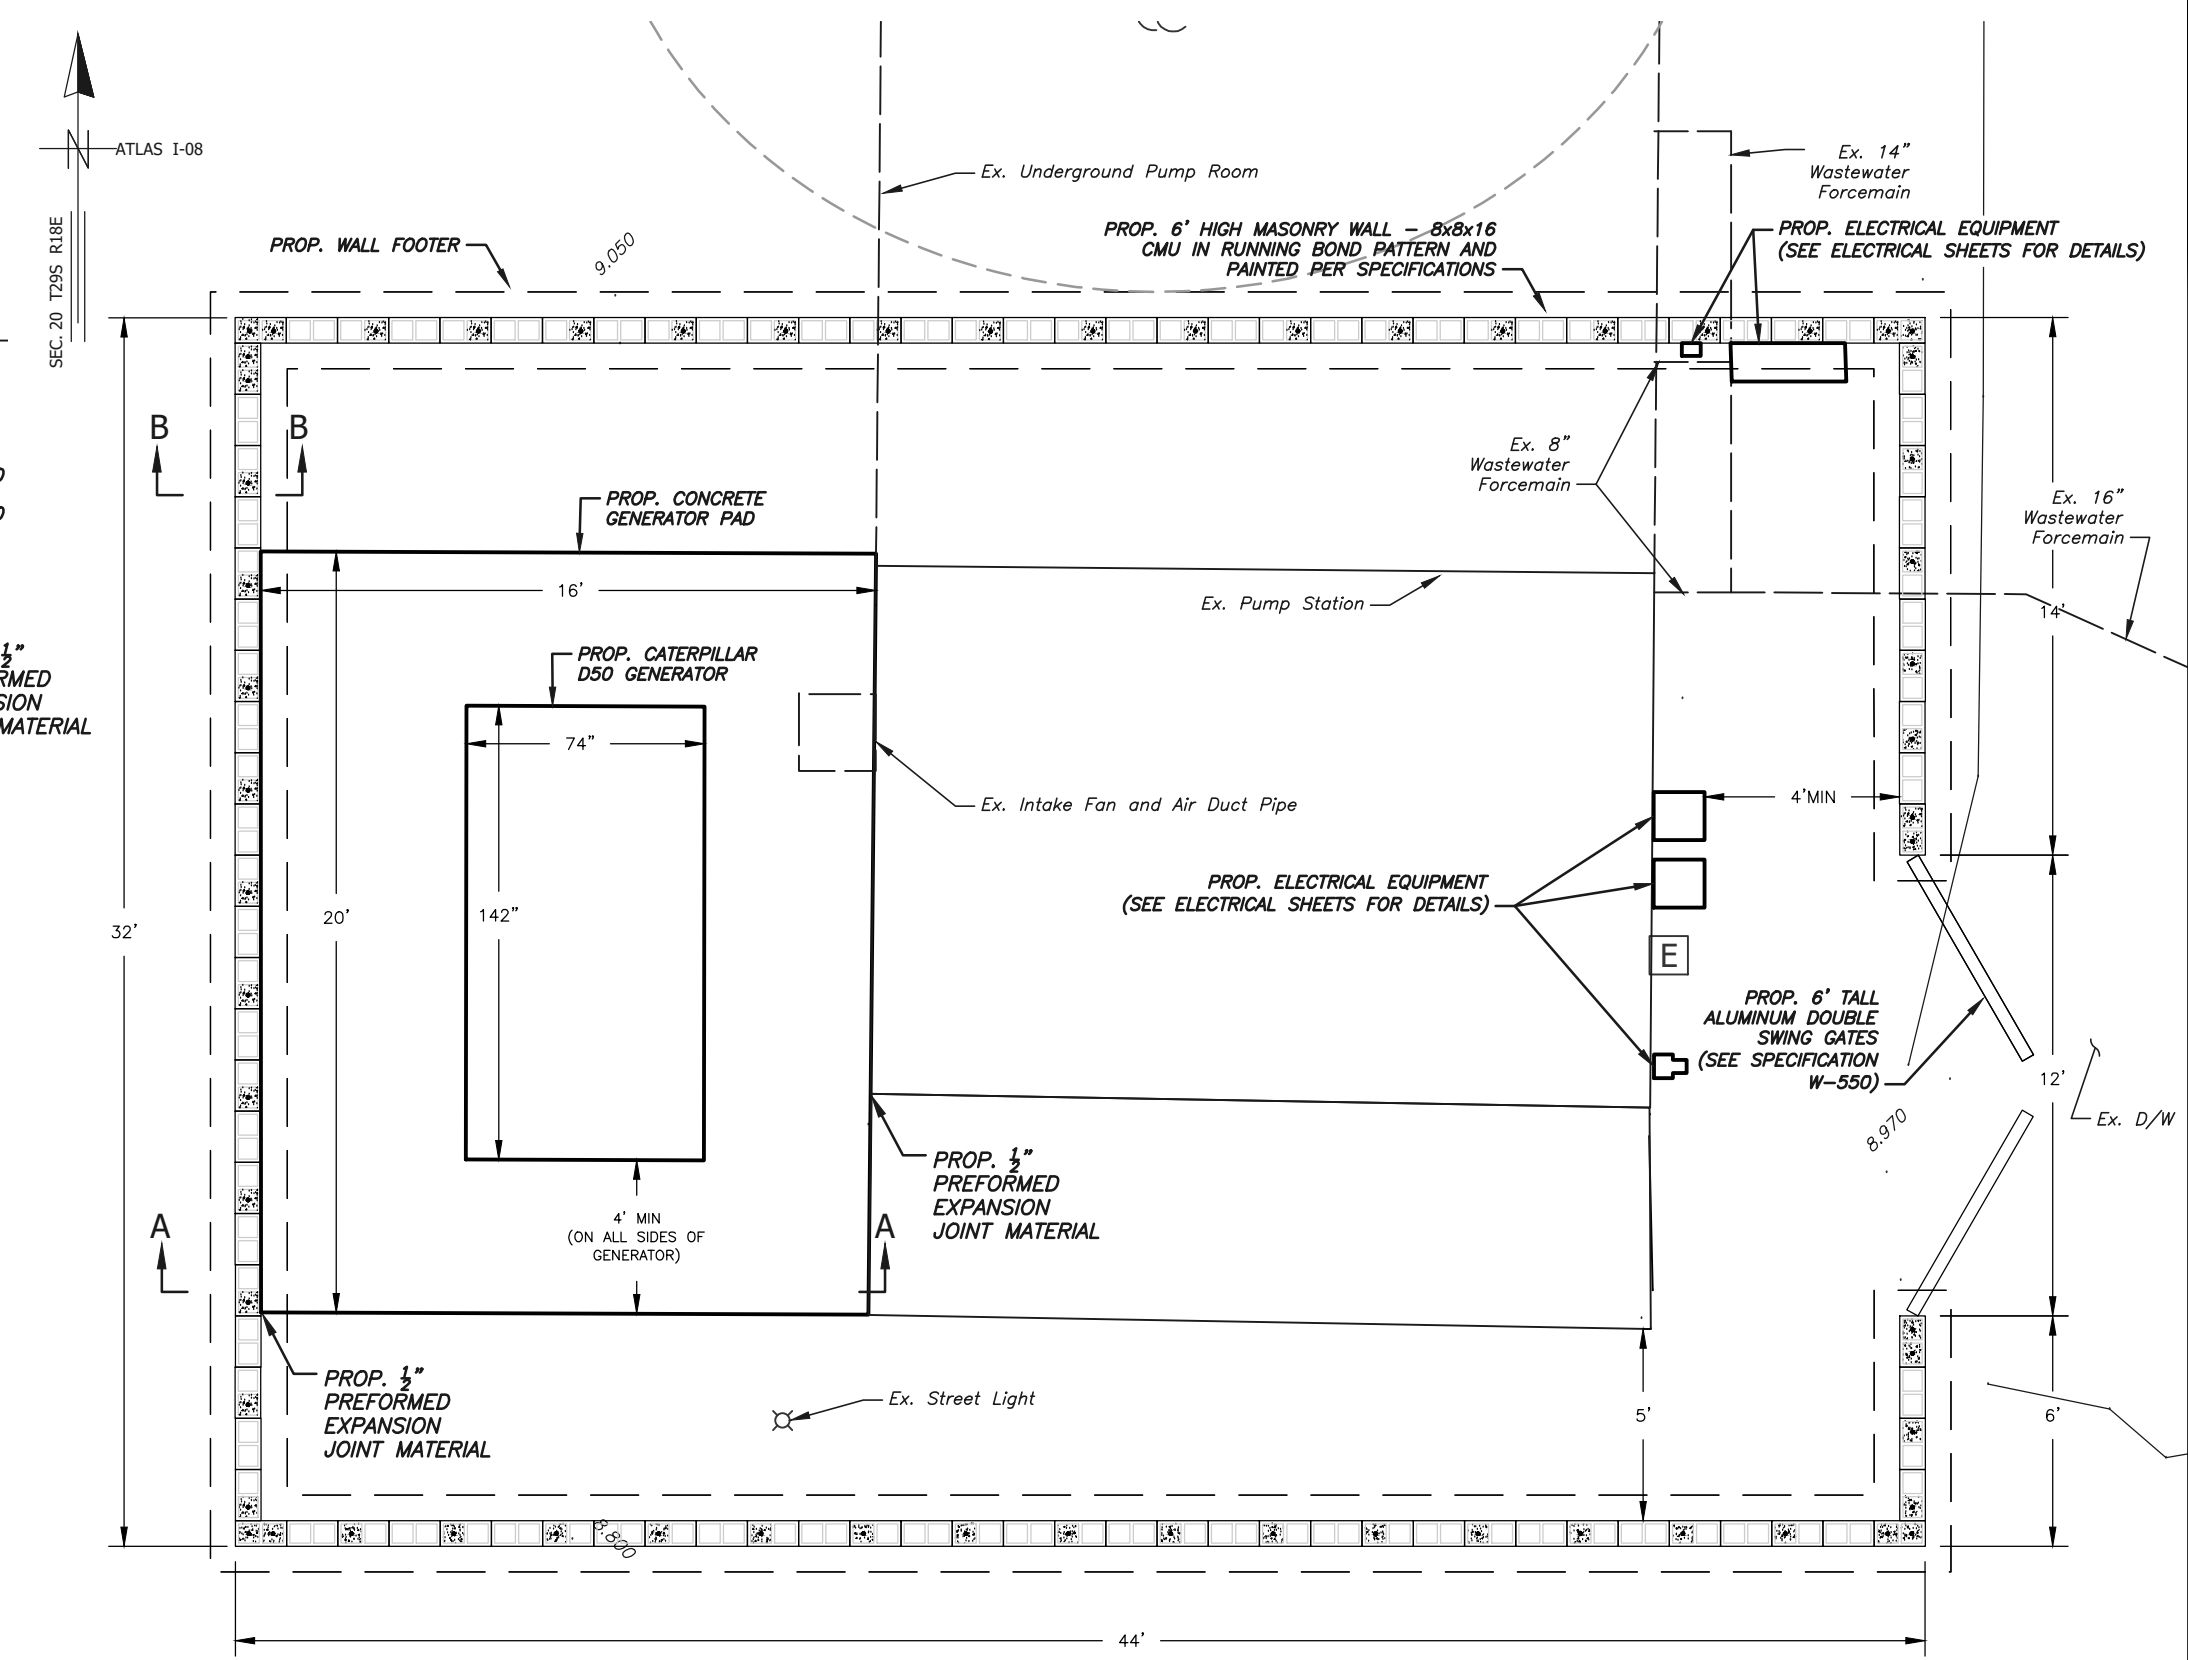 ATLAS I-08
SEC. 20 T29S R18E
PROP. WALL FOOTER
9.050
Ex. Underground Pump Room
Ex. 14"
Wastewater
Forcemain
PROP. 6' HIGH MASONRY WALL - 8x8x16
CMU IN RUNNING BOND PATTERN AND
PAINTED PER SPECIFICATIONS
PROP. ELECTRICAL EQUIPMENT
(SEE ELECTRICAL SHEETS FOR DETAILS)
B
B
Ex. 8"
Wastewater
Forcemain
PROP. CONCRETE
GENERATOR PAD
Ex. 16"
Wastewater
Forcemain
16'
Ex. Pump Station
14'
1/2"
RMED
SION
MATERIAL
PROP. CATERPILLAR
D50 GENERATOR
74"
Ex. Intake Fan and Air Duct Pipe
4'MIN
PROP. ELECTRICAL EQUIPMENT
(SEE ELECTRICAL SHEETS FOR DETAILS)
32'
20'
142"
E
PROP. 6' TALL
ALUMINUM DOUBLE
SWING GATES
(SEE SPECIFICATION
W-550)
12'
Ex. D/W
8.970
PROP. 1/2"
PREFORMED
EXPANSION
JOINT MATERIAL
A
A
4' MIN
(ON ALL SIDES OF
GENERATOR)
PROP. 1/2"
PREFORMED
EXPANSION
JOINT MATERIAL
Ex. Street Light
5'
6'
8.800
44'